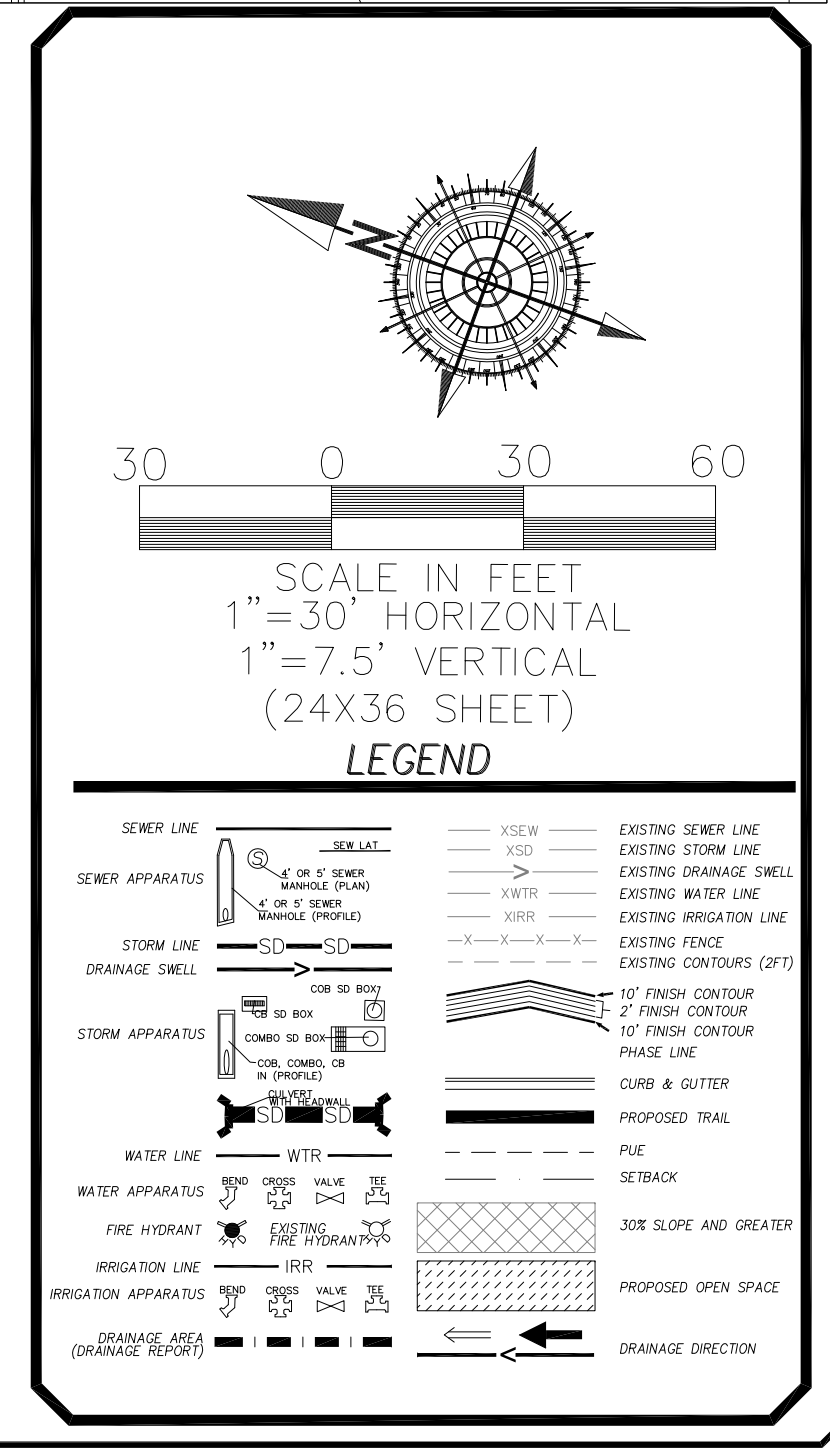 N
30 0 30 60
SCALE IN FEET
1"=30' HORIZONTAL
1"=7.5' VERTICAL
(24X36 SHEET)
LEGEND
SEWER LINE
SEW LAT
SEWER APPARATUS
S
4' OR 5' SEWER
MANHOLE (PLAN)
4' OR 5' SEWER
MANHOLE (PROFILE)
STORM LINE
SD SD
DRAINAGE SWELL
>
COB SD BOX
CB SD BOX
STORM APPARATUS
COMBO SD BOX
COB, COMBO, CB
IN (PROFILE)
CULVERT
WITH HEADWALL
SD SD
WATER LINE
WTR
WATER APPARATUS
BEND CROSS VALVE TEE
FIRE HYDRANT
EXISTING
FIRE HYDRANT
IRRIGATION LINE
IRR
IRRIGATION APPARATUS
BEND CROSS VALVE TEE
DRAINAGE AREA
(DRAINAGE REPORT)
XSEW EXISTING SEWER LINE
XSD EXISTING STORM LINE
> EXISTING DRAINAGE SWELL
XWTR EXISTING WATER LINE
XIRR EXISTING IRRIGATION LINE
X X X X EXISTING FENCE
EXISTING CONTOURS (2FT)
10' FINISH CONTOUR
2' FINISH CONTOUR
10' FINISH CONTOUR
PHASE LINE
CURB & GUTTER
PROPOSED TRAIL
PUE
SETBACK
30% SLOPE AND GREATER
PROPOSED OPEN SPACE
< DRAINAGE DIRECTION